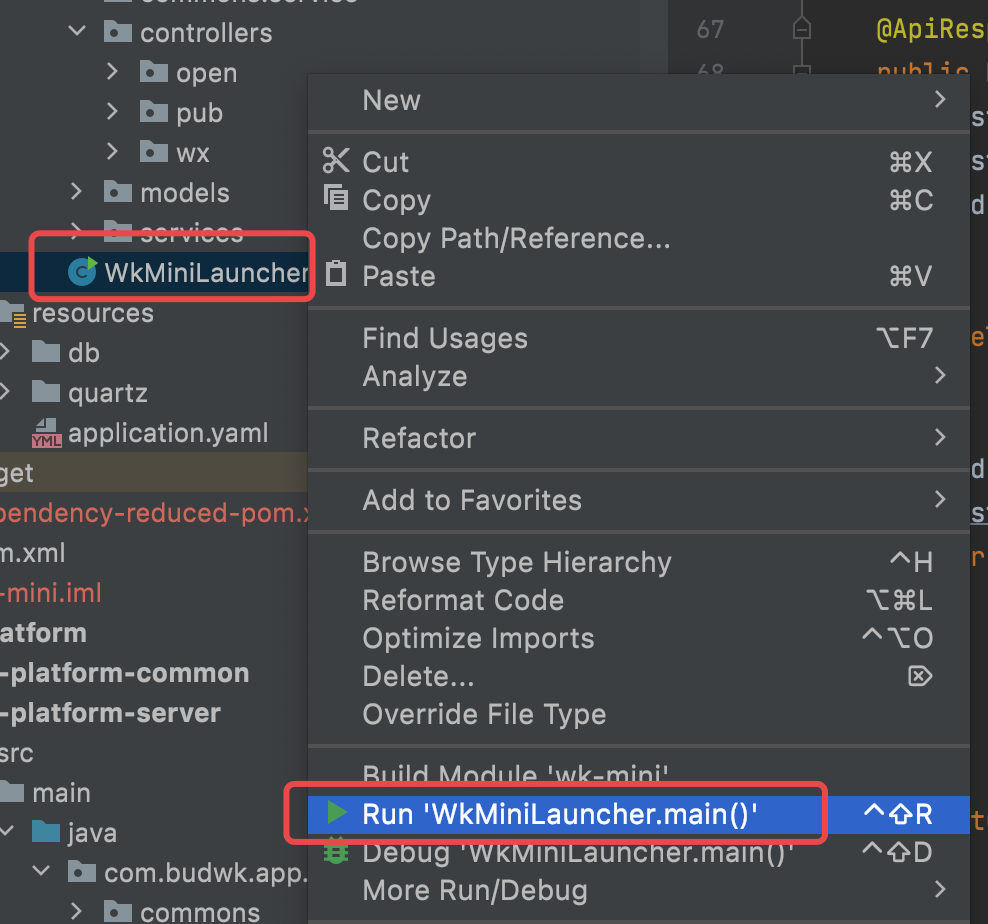 commons.service
controllers
open
pub
wx
models
services
WkMiniLauncher
resources
db
quartz
YML application.yaml
get
pendency-reduced-pom.x
m.xml
-mini.iml
atform
-platform-common
-platform-server
src
main
java
com.budwk.app.
commons
New
Cut ⌘X
Copy ⌘C
Copy Path/Reference...
Paste ⌘V
Find Usages ⌥F7
Analyze
Refactor
Add to Favorites
Browse Type Hierarchy ^H
Reformat Code ⌥⌘L
Optimize Imports ^⌥O
Delete... ⌦
Override File Type
Build Module 'wk-mini'
Run 'WkMiniLauncher.main()' ^⇧R
Debug 'WkMiniLauncher.main()' ^⇧D
More Run/Debug
67 @ApiRes
68 public